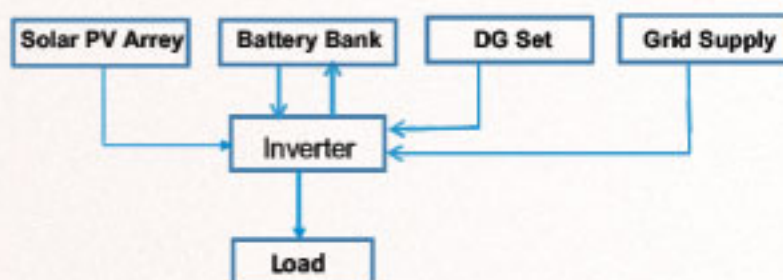 Solar PV Arrey
Battery Bank
DG Set
Grid Supply
Inverter
Load